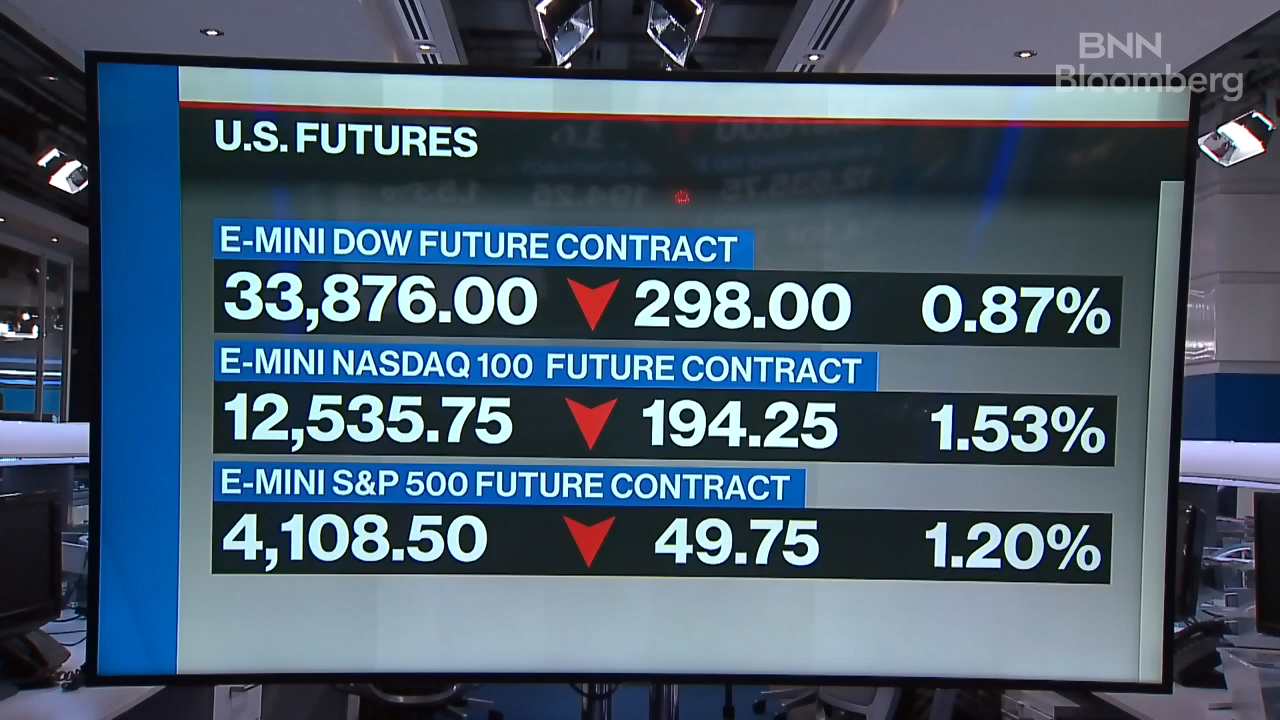 BNN
Bloomberg
U.S. FUTURES
E-MINI DOW FUTURE CONTRACT
33,876.00 298.00 0.87%
E-MINI NASDAQ 100 FUTURE CONTRACT
12,535.75 194.25 1.53%
E-MINI S&P 500 FUTURE CONTRACT
4,108.50 49.75 1.20%